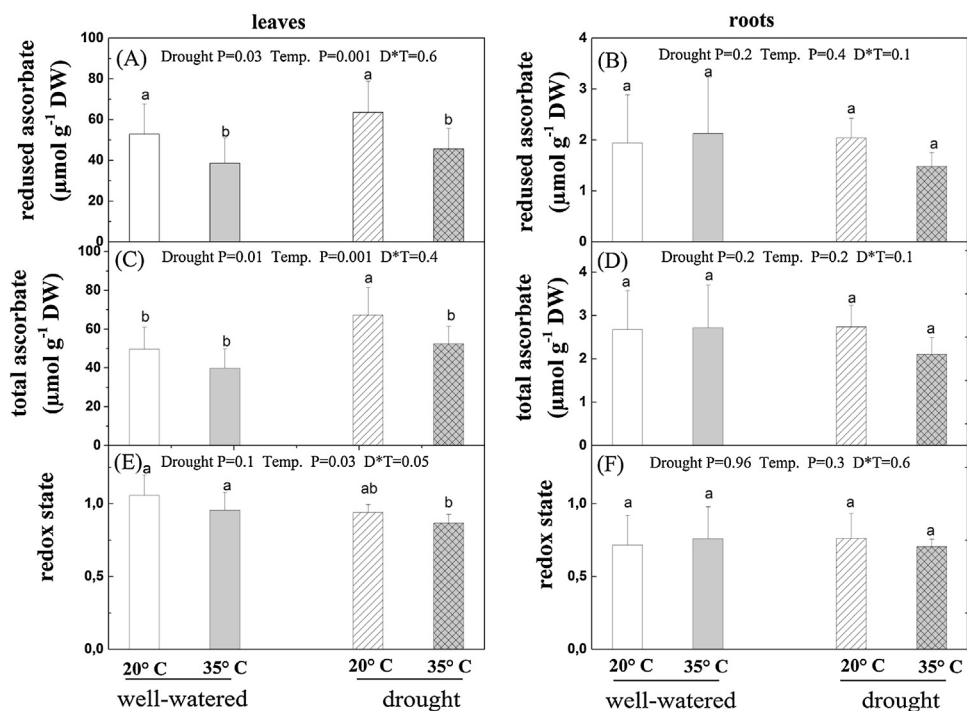 leaves
roots
redused ascorbate
(µmol g-1 DW)
100
80
60
40
20
0
(A)
Drought P=0.03 Temp. P=0.001 D*T=0.6
a
b
a
b
redused ascorbate
(µmol g-1 DW)
4
3
2
1
0
(B)
Drought P=0.2 Temp. P=0.4 D*T=0.1
a
a
a
a
total ascorbate
(µmol g-1 DW)
100
80
60
40
20
0
(C)
Drought P=0.01 Temp. P=0.001 D*T=0.4
b
b
a
b
total ascorbate
(µmol g-1 DW)
4
3
2
1
0
(D)
Drought P=0.2 Temp. P=0.2 D*T=0.1
a
a
a
a
redox state
1,0
0,5
0,0
(E)
Drought P=0.1 Temp. P=0.03 D*T=0.05
a
a
ab
b
redox state
1,0
0,5
0,0
(F)
Drought P=0.96 Temp. P=0.3 D*T=0.6
a
a
a
a
20° C 35° C 20° C 35° C
well-watered drought
20° C 35° C 20° C 35° C
well-watered drought